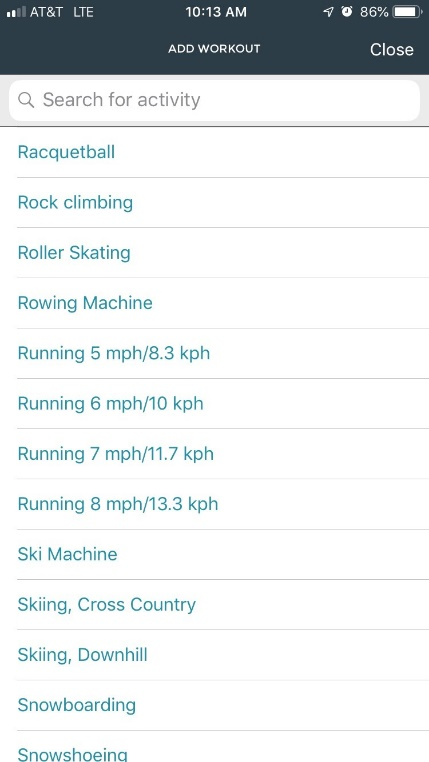 AT&T LTE 10:13 AM 86%
ADD WORKOUT Close
Search for activity
Racquetball
Rock climbing
Roller Skating
Rowing Machine
Running 5 mph/8.3 kph
Running 6 mph/10 kph
Running 7 mph/11.7 kph
Running 8 mph/13.3 kph
Ski Machine
Skiing, Cross Country
Skiing, Downhill
Snowboarding
Snowshoeing